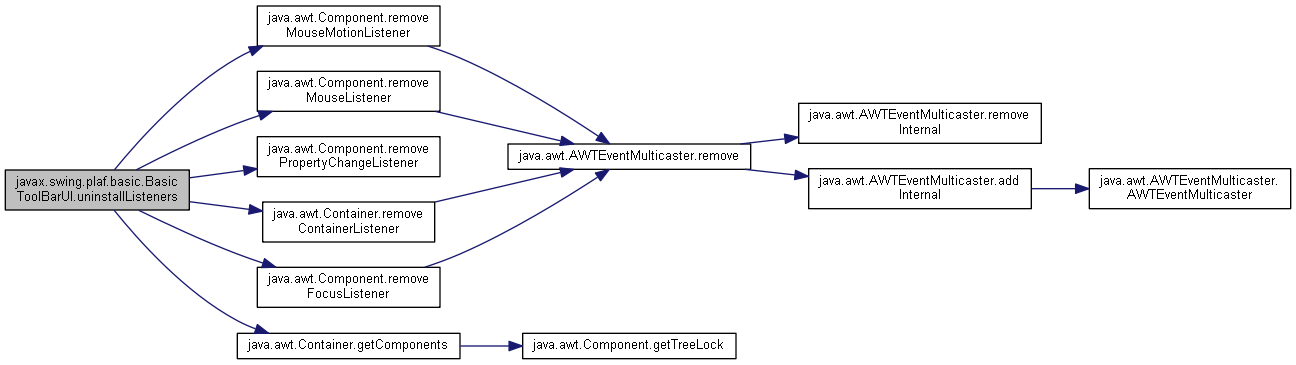 javax.swing.plaf.basic.Basic
ToolBarUI.uninstallListeners
java.awt.Component.remove
MouseMotionListener
java.awt.Component.remove
MouseListener
java.awt.Component.remove
PropertyChangeListener
java.awt.Container.remove
ContainerListener
java.awt.Component.remove
FocusListener
java.awt.Container.getComponents
java.awt.AWTEventMulticaster.remove
java.awt.Component.getTreeLock
java.awt.AWTEventMulticaster.remove
Internal
java.awt.AWTEventMulticaster.add
Internal
java.awt.AWTEventMulticaster.
AWTEventMulticaster